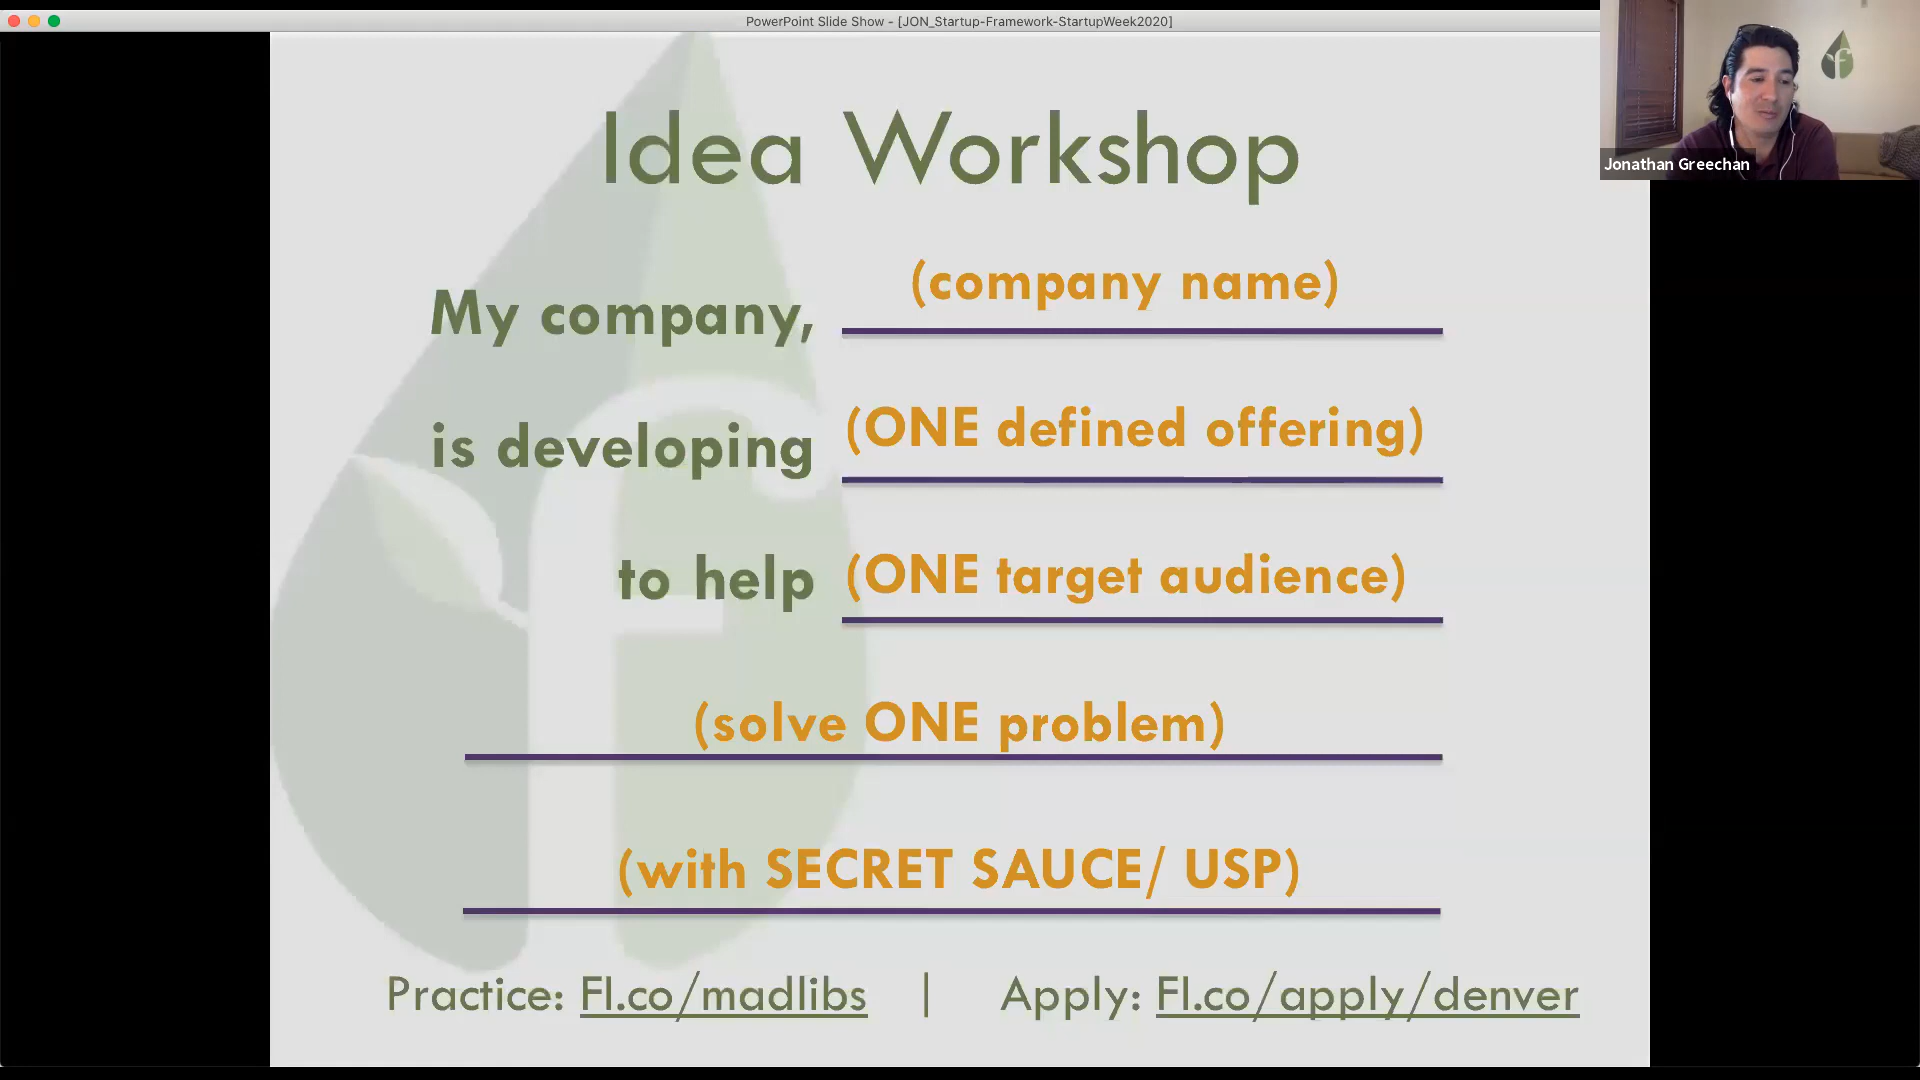 PowerPoint Slide Show - [JON_Startup-Framework-StartupWeek2020]
Jonathan Greechan
Idea Workshop
My company, (company name)
is developing (ONE defined offering)
to help (ONE target audience)
(solve ONE problem)
(with SECRET SAUCE/ USP)
Practice: FI.co/madlibs | Apply: FI.co/apply/denver
f
f